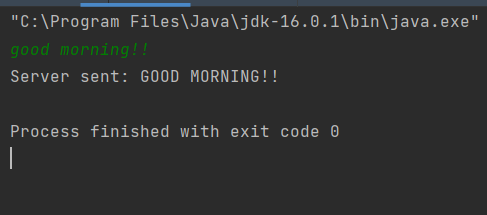 "C:\Program Files\Java\jdk-16.0.1\bin\java.exe"
good morning!!
Server sent: GOOD MORNING!!
Process finished with exit code 0